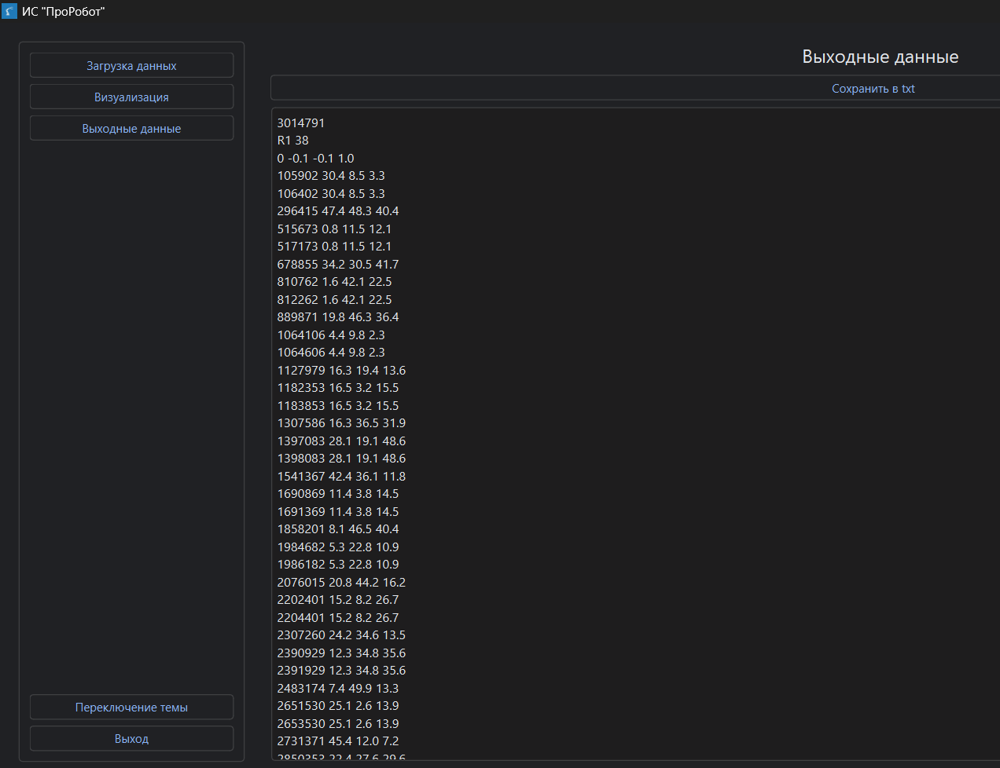 ИС "ПроРобот"
Загрузка данных
Визуализация
Выходные данные
Переключение темы
Выход
Выходные данные
Сохранить в txt
3014791
R1 38
0 -0.1 -0.1 1.0
105902 30.4 8.5 3.3
106402 30.4 8.5 3.3
296415 47.4 48.3 40.4
515673 0.8 11.5 12.1
517173 0.8 11.5 12.1
678855 34.2 30.5 41.7
810762 1.6 42.1 22.5
812262 1.6 42.1 22.5
889871 19.8 46.3 36.4
1064106 4.4 9.8 2.3
1064606 4.4 9.8 2.3
1127979 16.3 19.4 13.6
1182353 16.5 3.2 15.5
1183853 16.5 3.2 15.5
1307586 16.3 36.5 31.9
1397083 28.1 19.1 48.6
1398083 28.1 19.1 48.6
1541367 42.4 36.1 11.8
1690869 11.4 3.8 14.5
1691369 11.4 3.8 14.5
1858201 8.1 46.5 40.4
1984682 5.3 22.8 10.9
1986182 5.3 22.8 10.9
2076015 20.8 44.2 16.2
2202401 15.2 8.2 26.7
2204401 15.2 8.2 26.7
2307260 24.2 34.6 13.5
2390929 12.3 34.8 35.6
2391929 12.3 34.8 35.6
2483174 7.4 49.9 13.3
2651530 25.1 2.6 13.9
2653530 25.1 2.6 13.9
2731371 45.4 12.0 7.2